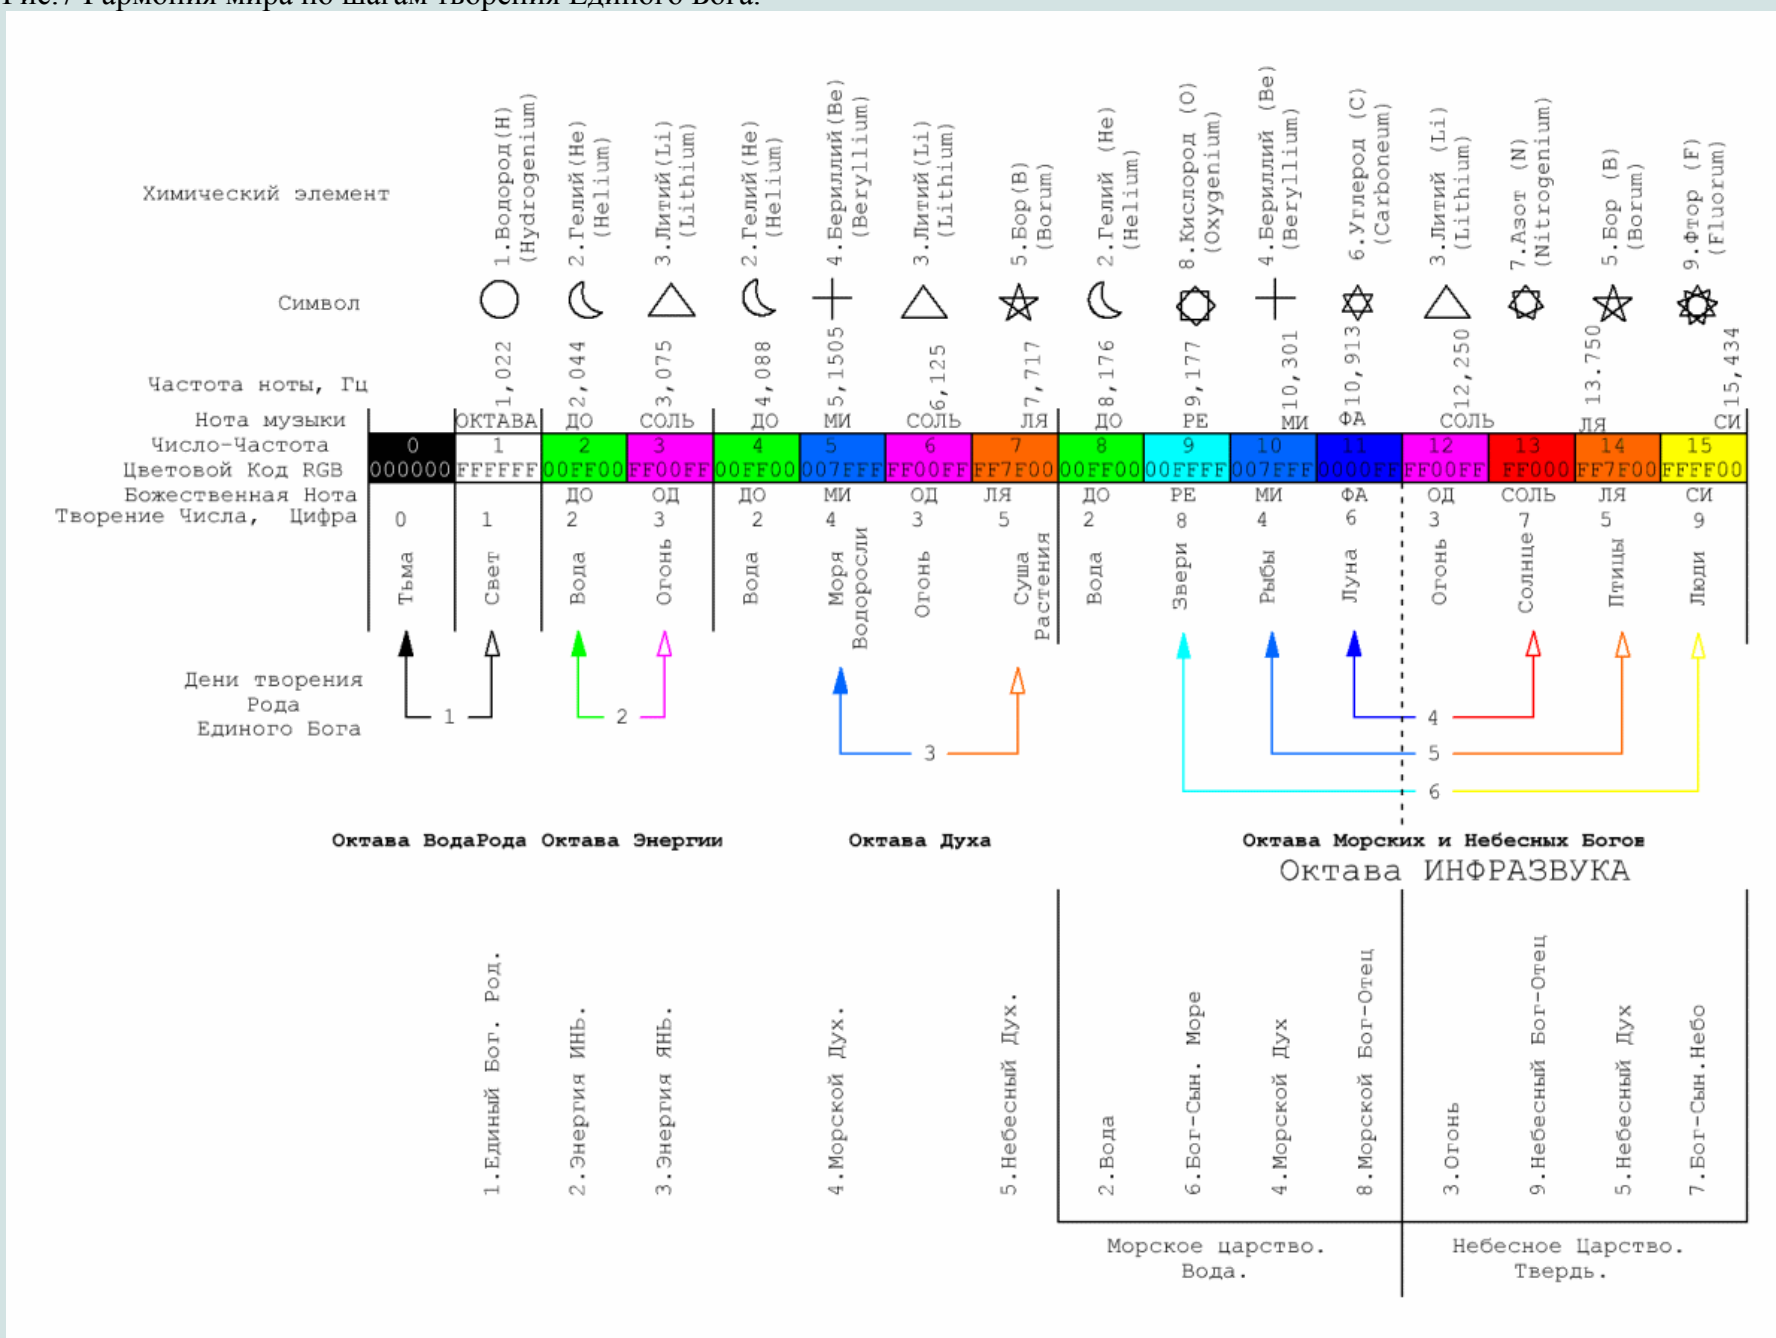 Рис.7 Гармония мира по шагам творения Единого Бога.
Химический элемент
1.Водород(H)
(Hydrogenium)
2.Гелий(He)
(Helium)
3.Литий(Li)
(Lithium)
2.Гелий(He)
(Helium)
4.Бериллий(Be)
(Beryllium)
3.Литий(Li)
(Lithium)
5.Бор(B)
(Borum)
2.Гелий (He)
(Helium)
8.Кислород (O)
(Oxygenium)
4.Бериллий (Be)
(Beryllium)
6.Углерод (C)
(Carboneum)
3.Литий (Li)
(Lithium)
7.Азот (N)
(Nitrogenium)
5.Бор (B)
(Borum)
9.Фтор (F)
(Fluorum)
Символ
Частота ноты, Гц 1,022 2,044 3,075 4,088 5,1505 6,125 7,717 8,176 9,177 10,301 10,913 12,250 13.750 15,434
Нота музыки ОКТАВА ДО СОЛЬ ДО МИ СОЛЬ ЛЯ ДО РЕ МИ ФА СОЛЬ ЛЯ СИ
Число-Частота 0 1 2 3 4 5 6 7 8 9 10 11 12 13 14 15
Цветовой Код RGB 000000 FFFFFF 00FF00 FF00FF 00FF00 007FFF FF00FF FF7F00 00FF00 00FFFF 007FFF 0000FF FF00FF FF000 FF7F00 FFFF00
Божественная Нота ДО ОД ДО МИ ОД ЛЯ ДО РЕ МИ ФА ОД СОЛЬ ЛЯ СИ
Творение Числа, Цифра 0 1 2 3 2 4 3 5 2 8 4 6 3 7 5 9
Тьма
Свет
Вода
Огонь
Вода
Моря
Водоросли
Огонь
Суша
Растения
Вода
Звери
Рыбы
Луна
Огонь
Солнце
Птицы
Люди
Дени творения
Рода
Единого Бога
1 2 3 4
5
6
Октава ВодаРода Октава Энергии Октава Духа Октава Морских и Небесных Богов
Октава ИНФРАЗВУКА
1.Единый Бог. Род.
2.Энергия ИНЬ.
3.Энергия ЯНЬ.
4.Морской Дух.
5.Небесный Дух.
2.Вода
6.Бог-Сын. Море
4.Морской Дух
8.Морской Бог-Отец
3.Огонь
9.Небесный Бог-Отец
5.Небесный Дух
7.Бог-Сын.Небо
Морское царство.
Вода.
Небесное Царство.
Твердь.